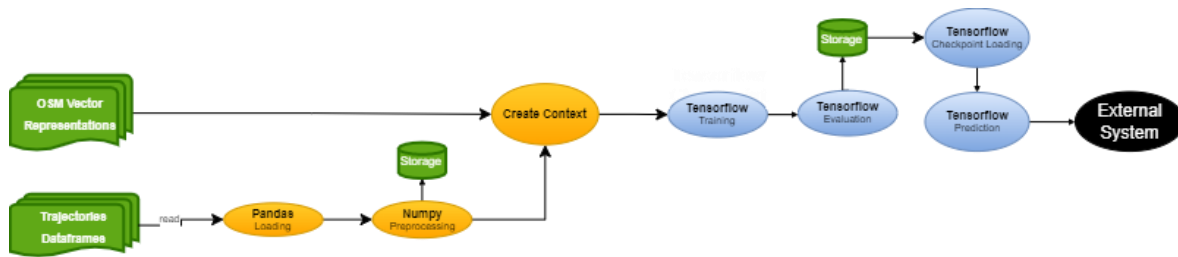 OSM Vector
Representations
Trajectories
Dataframes
read
Pandas
Loading
Numpy
Preprocessing
Storage
Create Context
Tensorflow
Training
Tensorflow
Evaluation
Storage
Tensorflow
Checkpoint Loading
Tensorflow
Prediction
External
System